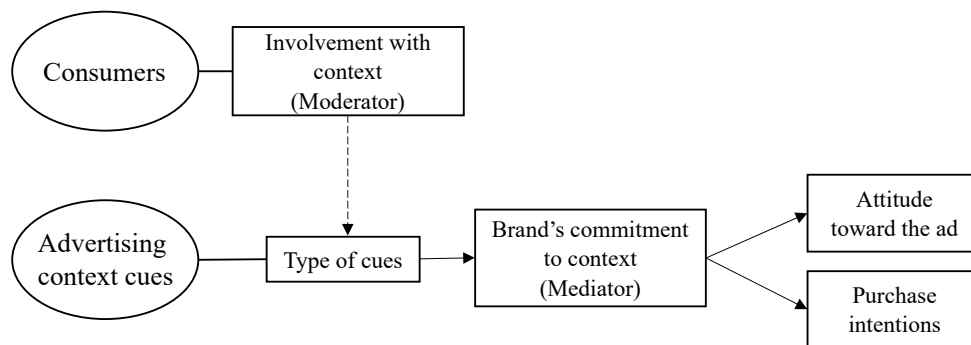 Consumers
Involvement with
context
(Moderator)
Advertising
context cues
Type of cues
Brand’s commitment
to context
(Mediator)
Attitude
toward the ad
Purchase
intentions